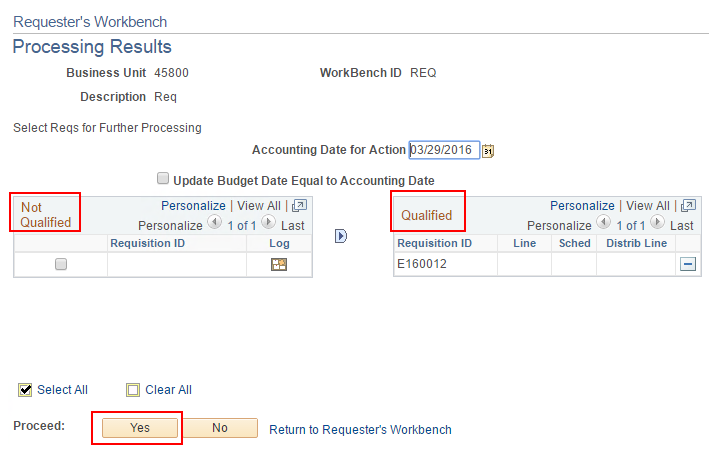 Requester's Workbench
Processing Results
Business Unit 45800 WorkBench ID REQ
Description Req
Select Reqs for Further Processing
Accounting Date for Action 03/29/2016 31
Update Budget Date Equal to Accounting Date
Not Qualified Personalize | View All |
Personalize 1 of 1 Last
Requisition ID Log
Qualified Personalize | View All |
Personalize 1 of 1 Last
Requisition ID Line Sched Distrib Line
E160012
Select All Clear All
Proceed: Yes No Return to Requester's Workbench